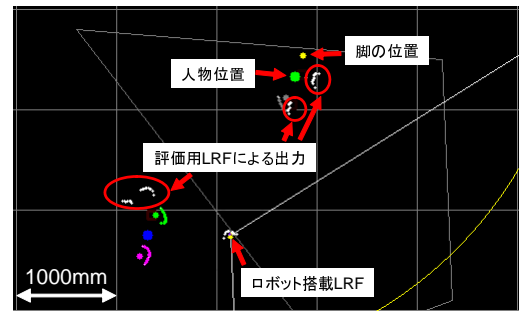 脚の位置
人物位置
評価用LRFによる出力
ロボット搭載LRF
1000mm